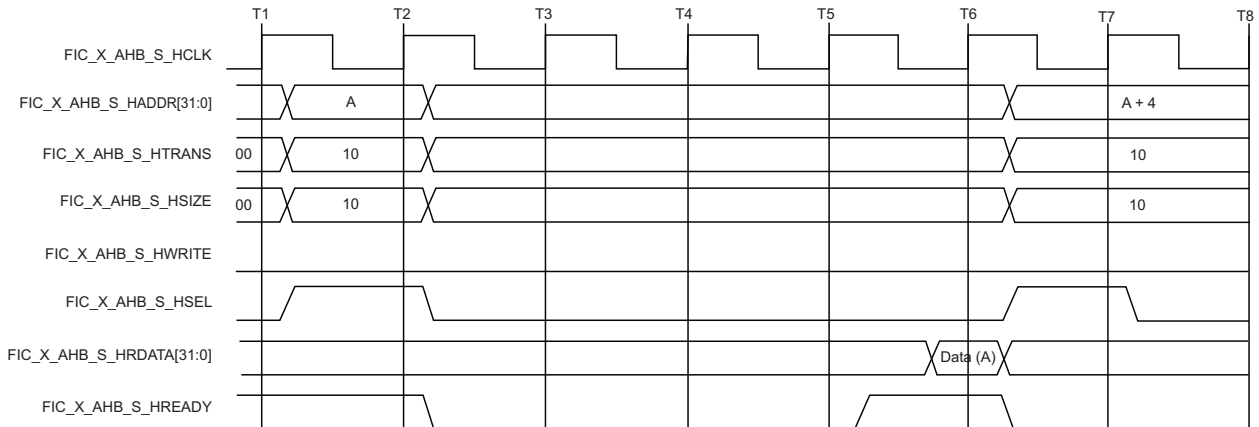 T1 T2 T3 T4 T5 T6 T7 T8
FIC_X_AHB_S_HCLK
FIC_X_AHB_S_HADDR[31:0] A A + 4
FIC_X_AHB_S_HTRANS 00 10 10
FIC_X_AHB_S_HSIZE 00 10 10
FIC_X_AHB_S_HWRITE
FIC_X_AHB_S_HSEL
FIC_X_AHB_S_HRDATA[31:0] Data (A)
FIC_X_AHB_S_HREADY